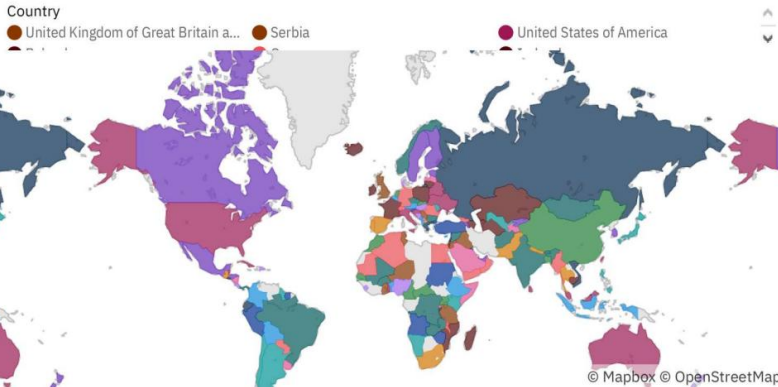 Country
United Kingdom of Great Britain a...
Serbia
United States of America
© Mapbox © OpenStreetMap